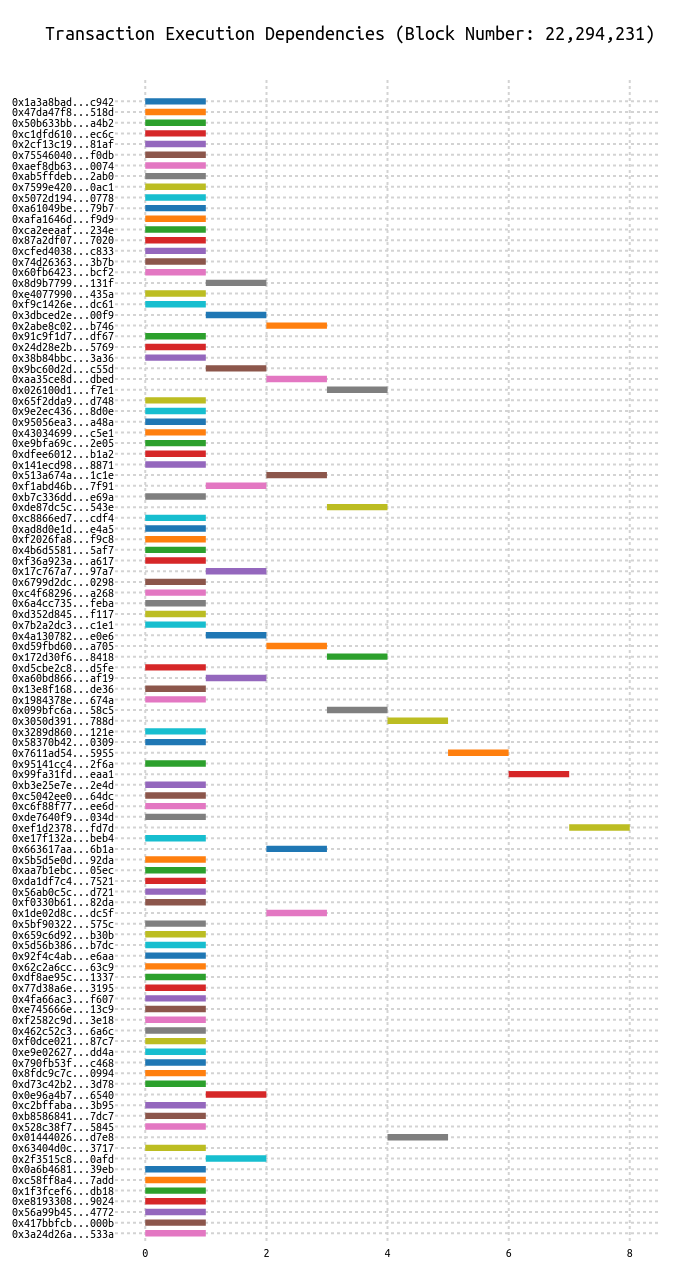 Transaction Execution Dependencies (Block Number: 22,294,231)
0x1a3a8bad...c942
0x47da47f8...518d
0x50b633bb...a4b2
0xc1dfd610...ec6c
0x2cf13c19...81af
0x75546040...f0db
0xaef8db63...0074
0xab5ffdeb...2ab0
0x7599e420...0ac1
0x5072d194...0778
0xa61049be...79b7
0xafa1646d...f9d9
0xca2eeaaf...234e
0x87a2df07...7020
0xcfed4038...c833
0x74d26363...3b7b
0x60fb6423...bcf2
0x8d9b7799...131f
0xe4077990...435a
0xf9c1426e...dc61
0x3dbced2e...00f9
0x2abe8c02...b746
0x91c9f1d7...df67
0x24d28e2b...5769
0x38b84bbc...3a36
0x9bc60d2d...c55d
0xaa35ce8d...dbed
0x026100d1...f7e1
0x65f2dda9...d748
0x9e2ec436...8d0e
0x95056ea3...a48a
0x43034699...c5e1
0xe9bfa69c...2e05
0xdfee6012...b1a2
0x141ecd98...8871
0x513a674a...1c1e
0xf1abd46b...7f91
0xb7c336dd...e69a
0xde87dc5c...543e
0xc8866ed7...cdf4
0xad8d0e1d...e4a5
0xf2026fa8...f9c8
0x4b6d5581...5af7
0xf36a923a...a617
0x17c767a7...97a7
0x6799d2dc...0298
0xc4f68296...a268
0x6a4cc735...feba
0xd352d845...f117
0x7b2a2dc3...c1e1
0x4a130782...e0e6
0xd59fbd60...a705
0x172d30f6...8418
0xd5cbe2c8...d5fe
0xa60bd866...af19
0x13e8f168...de36
0x1984378e...674a
0x099bfc6a...58c5
0x3050d391...788d
0x3289d860...121e
0x58370b42...0309
0x7611ad54...5955
0x95141cc4...2f6a
0x99fa31fd...eaa1
0xb3e25e7e...2e4d
0xc5042ee0...64dc
0xc6f88f77...ee6d
0xde7640f9...034d
0xef1d2378...fd7d
0xe17f132a...beb4
0x663617aa...6b1a
0x5b5d5e0d...92da
0xaa7b1ebc...05ec
0xda1df7c4...7521
0x56ab0c5c...d721
0xf0330b61...82da
0x1de02d8c...dc5f
0x5bf90322...575c
0x659c6d92...b30b
0x5d56b386...b7dc
0x92f4c4ab...e6aa
0x62c2a6cc...63c9
0xdf8ae95c...1337
0x77d38a6e...3195
0x4fa66ac3...f607
0xe745666e...13c9
0xf2582c9d...3e18
0x462c52c3...6a6c
0xf0dce021...87c7
0xe9e02627...dd4a
0x790fb53f...c468
0x8fdc9c7c...0994
0xd73c42b2...3d78
0x0e96a4b7...6540
0xc2bffaba...3b95
0xb8586841...7dc7
0x528c38f7...5845
0x01444026...d7e8
0x63404d0c...3717
0x2f3515c8...0afd
0x0a6b4681...39eb
0xc58ff8a4...7add
0x1f3fcef6...db18
0xe8193308...9024
0x56a99b45...4772
0x417bbfcb...000b
0x3a24d26a...533a
0 2 4 6 8